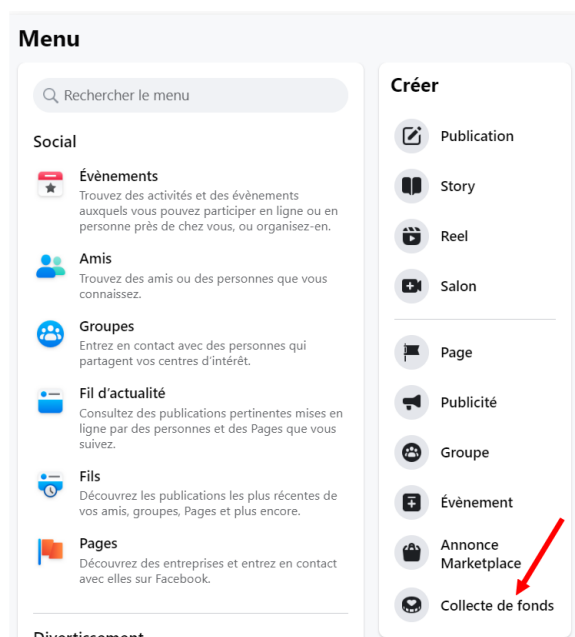 Menu
Rechercher le menu
Social
Évènements
Trouvez des activités et des évènements
auxquels vous pouvez participer en ligne ou en
personne près de chez vous, ou organisez-en.
Amis
Trouvez des amis ou des personnes que vous
connaissez.
Groupes
Entrez en contact avec des personnes qui
partagent vos centres d'intérêt.
Fil d'actualité
Consultez des publications pertinentes mises en
ligne par des personnes et des Pages que vous
suivez.
Fils
Découvrez les publications les plus récentes de
vos amis, groupes, Pages et plus encore.
Pages
Découvrez des entreprises et entrez en contact
avec elles sur Facebook.
Divertissement
Créer
Publication
Story
Reel
Salon
Page
Publicité
Groupe
Évènement
Annonce
Marketplace
Collecte de fonds